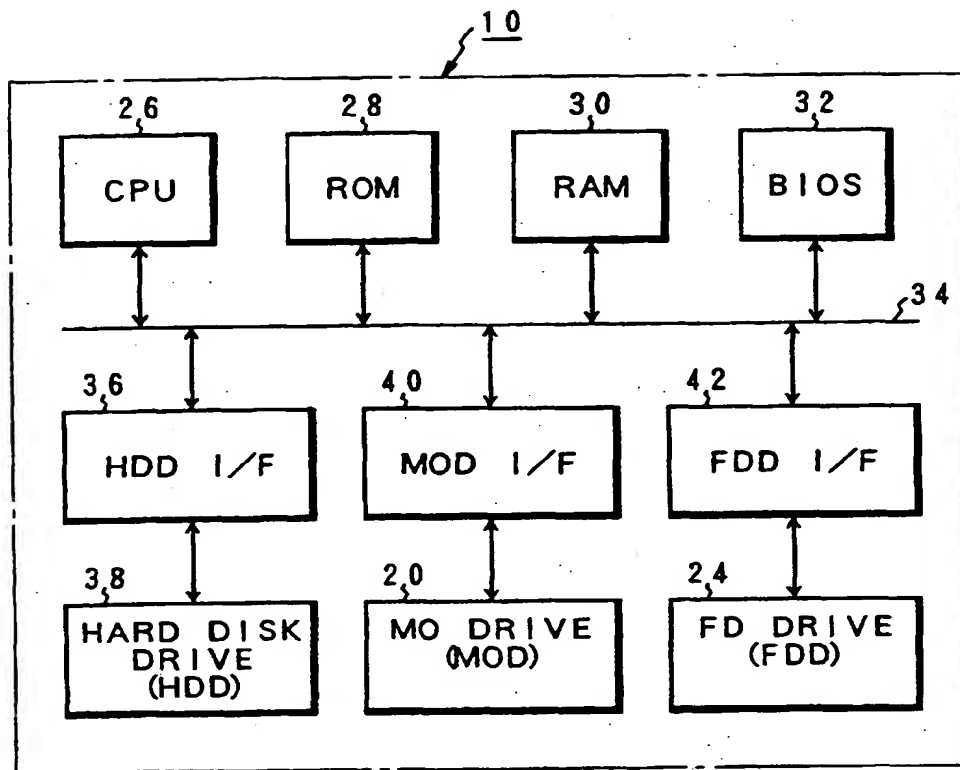 10
26 28 30 32
CPU ROM RAM BIOS
34
36 40 42
HDD I/F MOD I/F FDD I/F
38 20 24
HARD DISK
DRIVE
(HDD)
MO DRIVE
(MOD)
FD DRIVE
(FDD)